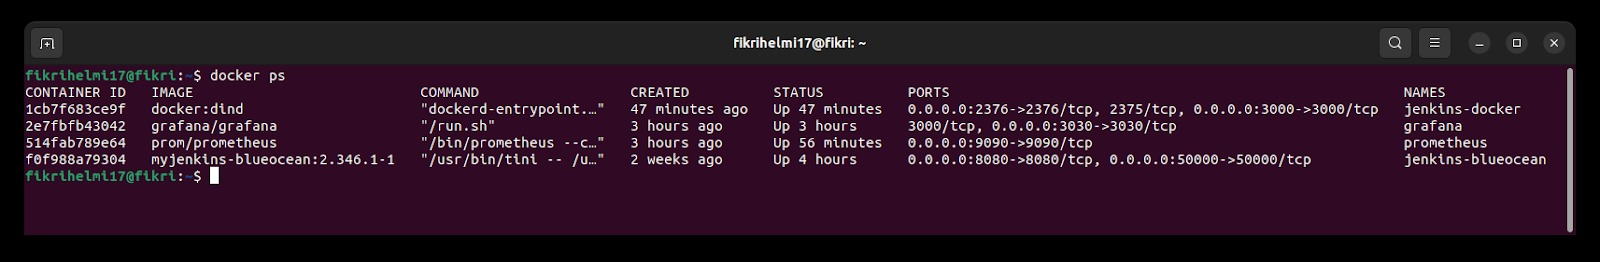 fikrihelmi17@fikri: ~
fikrihelmi17@fikri:~$ docker ps
CONTAINER ID   IMAGE                           COMMAND                  CREATED          STATUS          PORTS                                                      NAMES
1cb7f683ce9f   docker:dind                     "dockerd-entrypoint.…"   47 minutes ago   Up 47 minutes   0.0.0.0:2376->2376/tcp, 2375/tcp, 0.0.0.0:3000->3000/tcp   jenkins-docker
2e7fbfb43042   grafana/grafana                 "/run.sh"                3 hours ago      Up 3 hours      3000/tcp, 0.0.0.0:3030->3030/tcp                           grafana
514fab789e64   prom/prometheus                 "/bin/prometheus --c…"   3 hours ago      Up 56 minutes   0.0.0.0:9090->9090/tcp                                     prometheus
f0f988a79304   myjenkins-blueocean:2.346.1-1   "/usr/bin/tini -- /u…"   2 weeks ago      Up 4 hours      0.0.0.0:8080->8080/tcp, 0.0.0.0:50000->50000/tcp           jenkins-blueocean
fikrihelmi17@fikri:~$